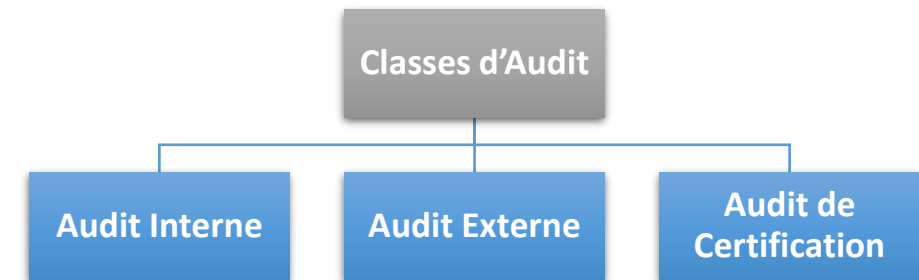 Classes d’Audit
Audit Interne
Audit Externe
Audit de
Certification